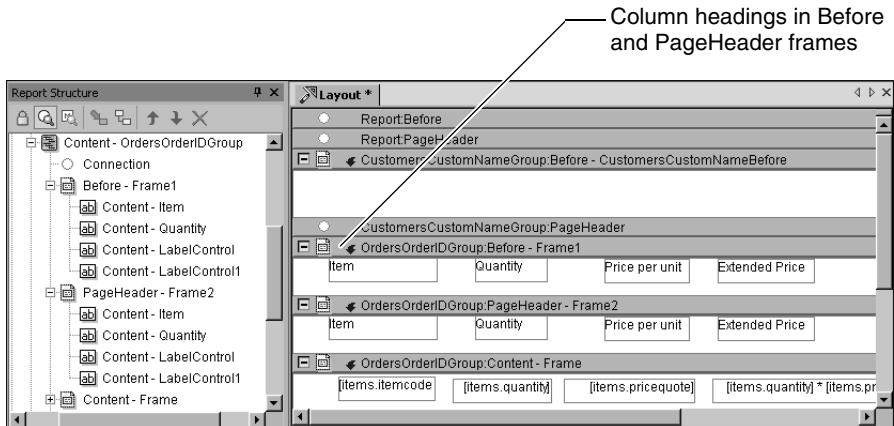 Column headings in Before
and PageHeader frames
Report Structure
Content - OrdersOrderIDGroup
Connection
Before - Frame1
Content - Item
Content - Quantity
Content - LabelControl
Content - LabelControl1
PageHeader - Frame2
Content - Item
Content - Quantity
Content - LabelControl
Content - LabelControl1
Content - Frame
Layout *
Report:Before
Report:PageHeader
CustomersCustomNameGroup:Before - CustomersCustomNameBefore
CustomersCustomNameGroup:PageHeader
OrdersOrderIDGroup:Before - Frame1
Item Quantity Price per unit Extended Price
OrdersOrderIDGroup:PageHeader - Frame2
Item Quantity Price per unit Extended Price
OrdersOrderIDGroup:Content - Frame
[items.itemcode [items.quantity] [items.pricequote] [items.quantity] * [items.pr